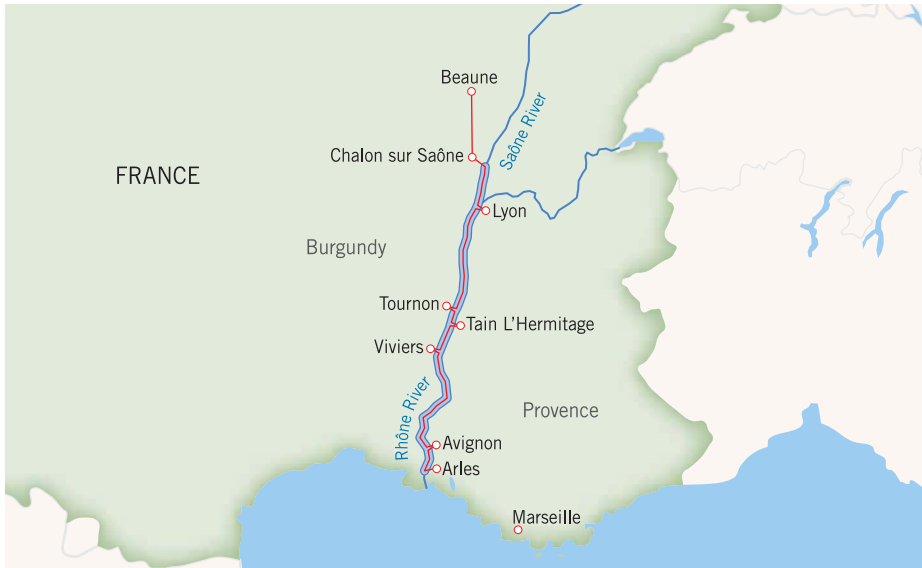 Beaune
Saône River
Chalon sur Saône
FRANCE
Lyon
Burgundy
Tournon
Tain L'Hermitage
Viviers
Rhône River
Provence
Avignon
Arles
Marseille